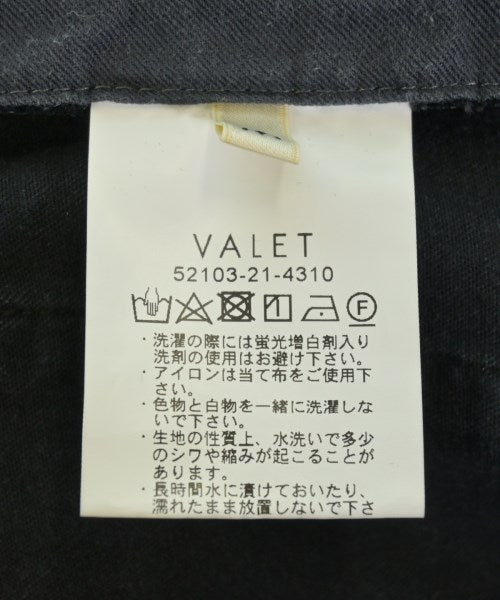 VALET
52103-21-4310
F
・洗濯の際には蛍光増白剤入り
洗剤の使用はお避け下さい。
・アイロンは当て布をご使用下
さい。
・色物と白物を一緒に洗濯しな
いで下さい。
・生地の性質上、水洗いで多少
のシワや縮みが起こることが
あります。
・長時間水に漬けておいたり、
濡れたまま放置しないで下さ